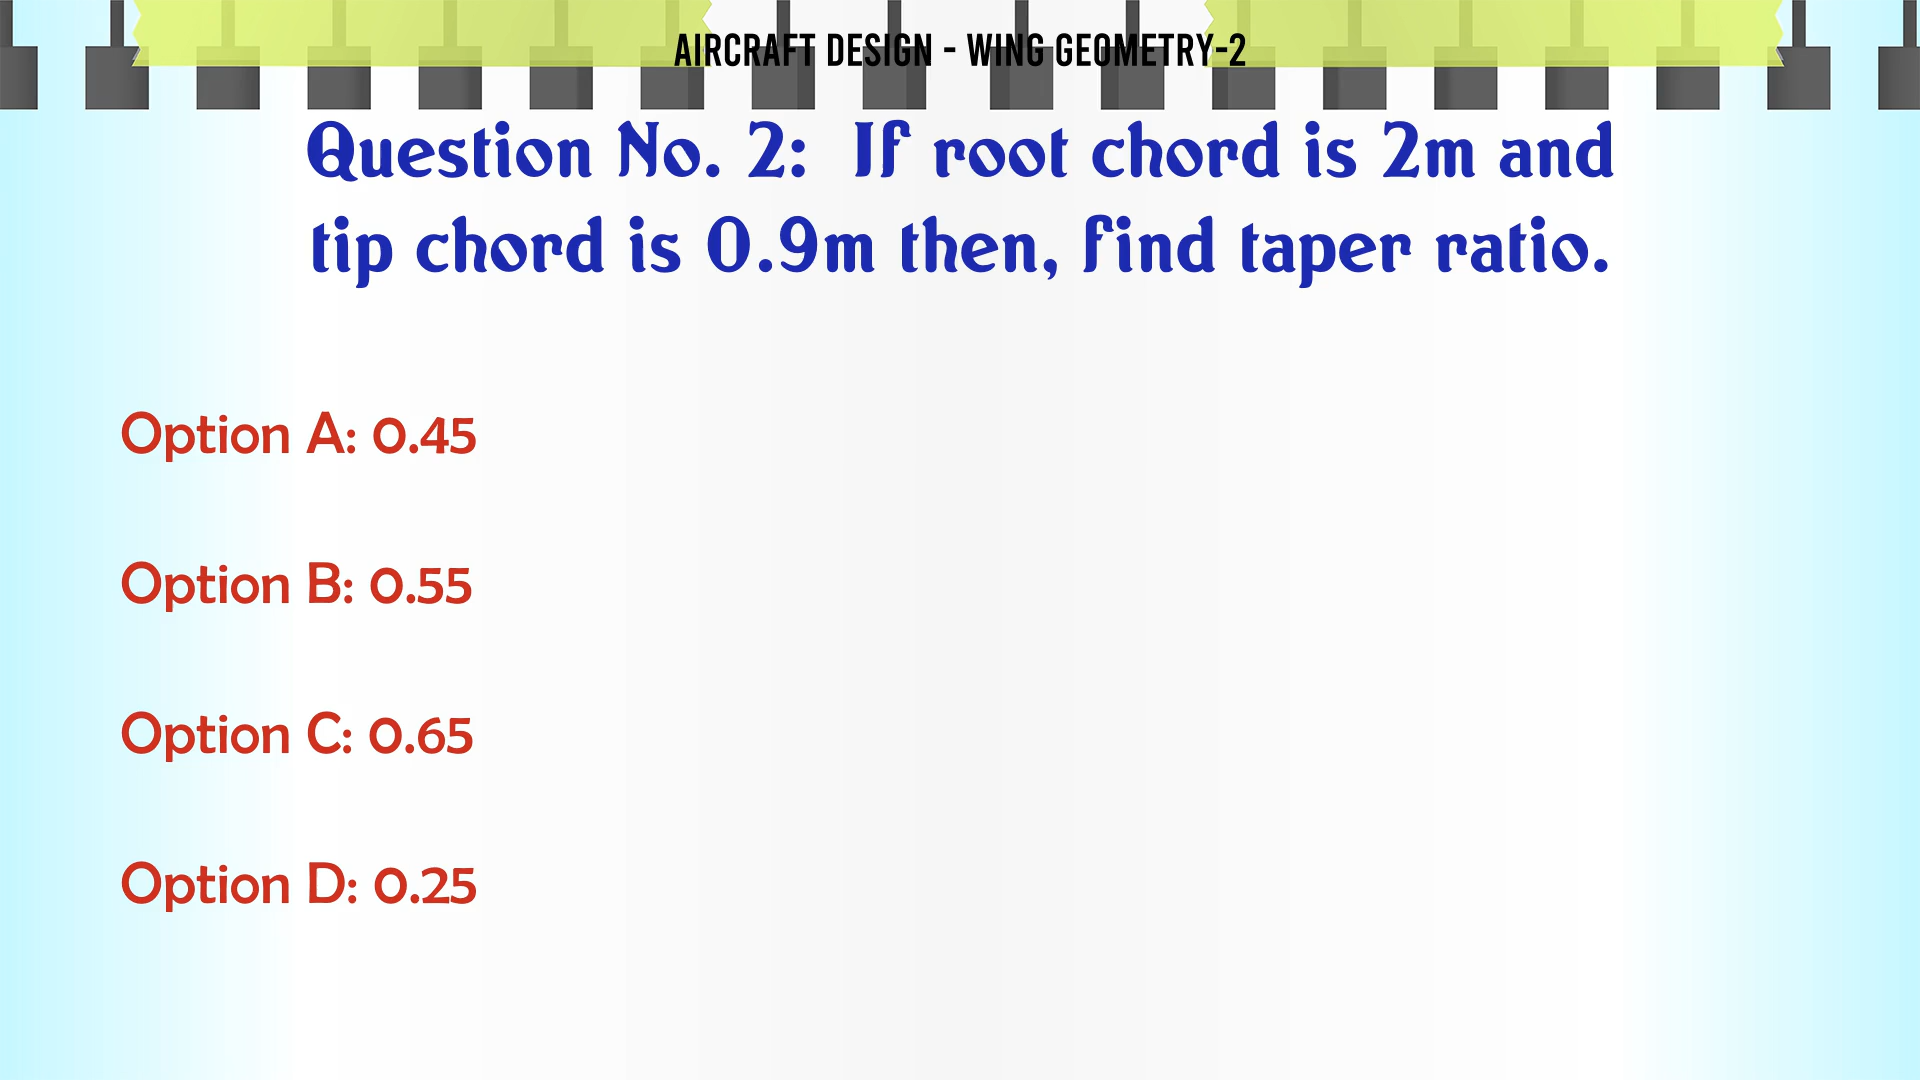 AIRCRAFT DESIGN - WING GEOMETRY-2
Question No. 2: If root chord is 2m and
tip chord is 0.9m then, find taper ratio.
Option A: 0.45
Option B: 0.55
Option C: 0.65
Option D: 0.25